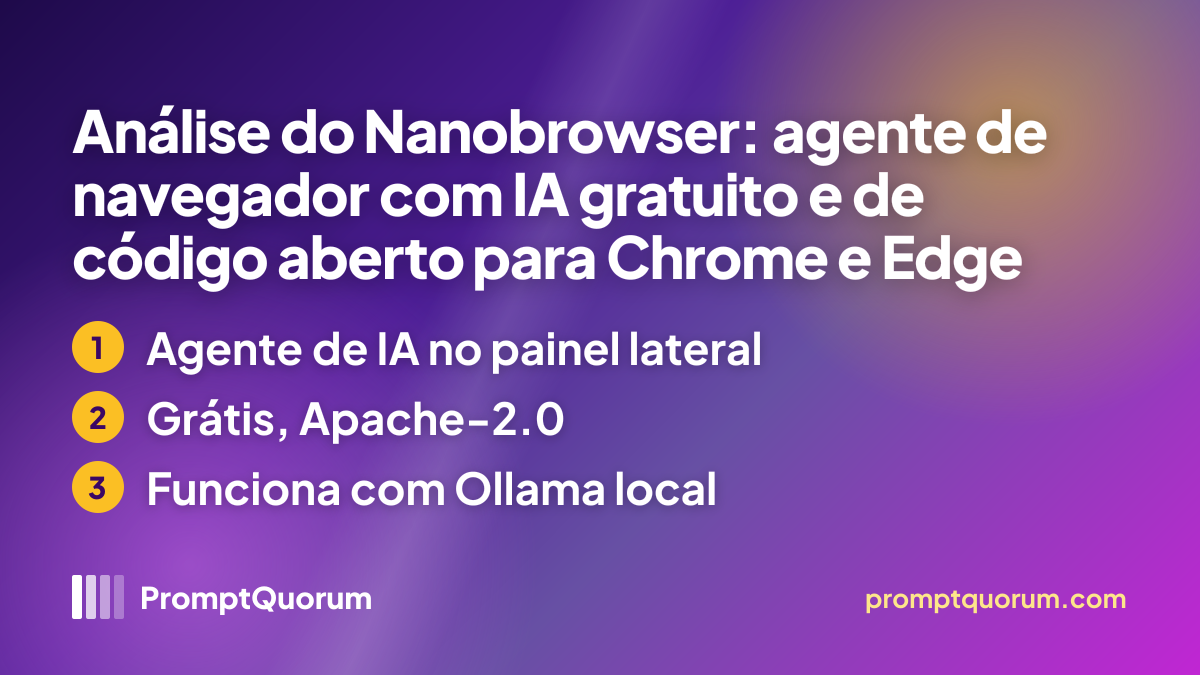 Análise do Nanobrowser: agente de
navegador com IA gratuito e de
código aberto para Chrome e Edge
1 Agente de IA no painel lateral
2 Grátis, Apache-2.0
3 Funciona com Ollama local
PromptQuorum
promptquorum.com